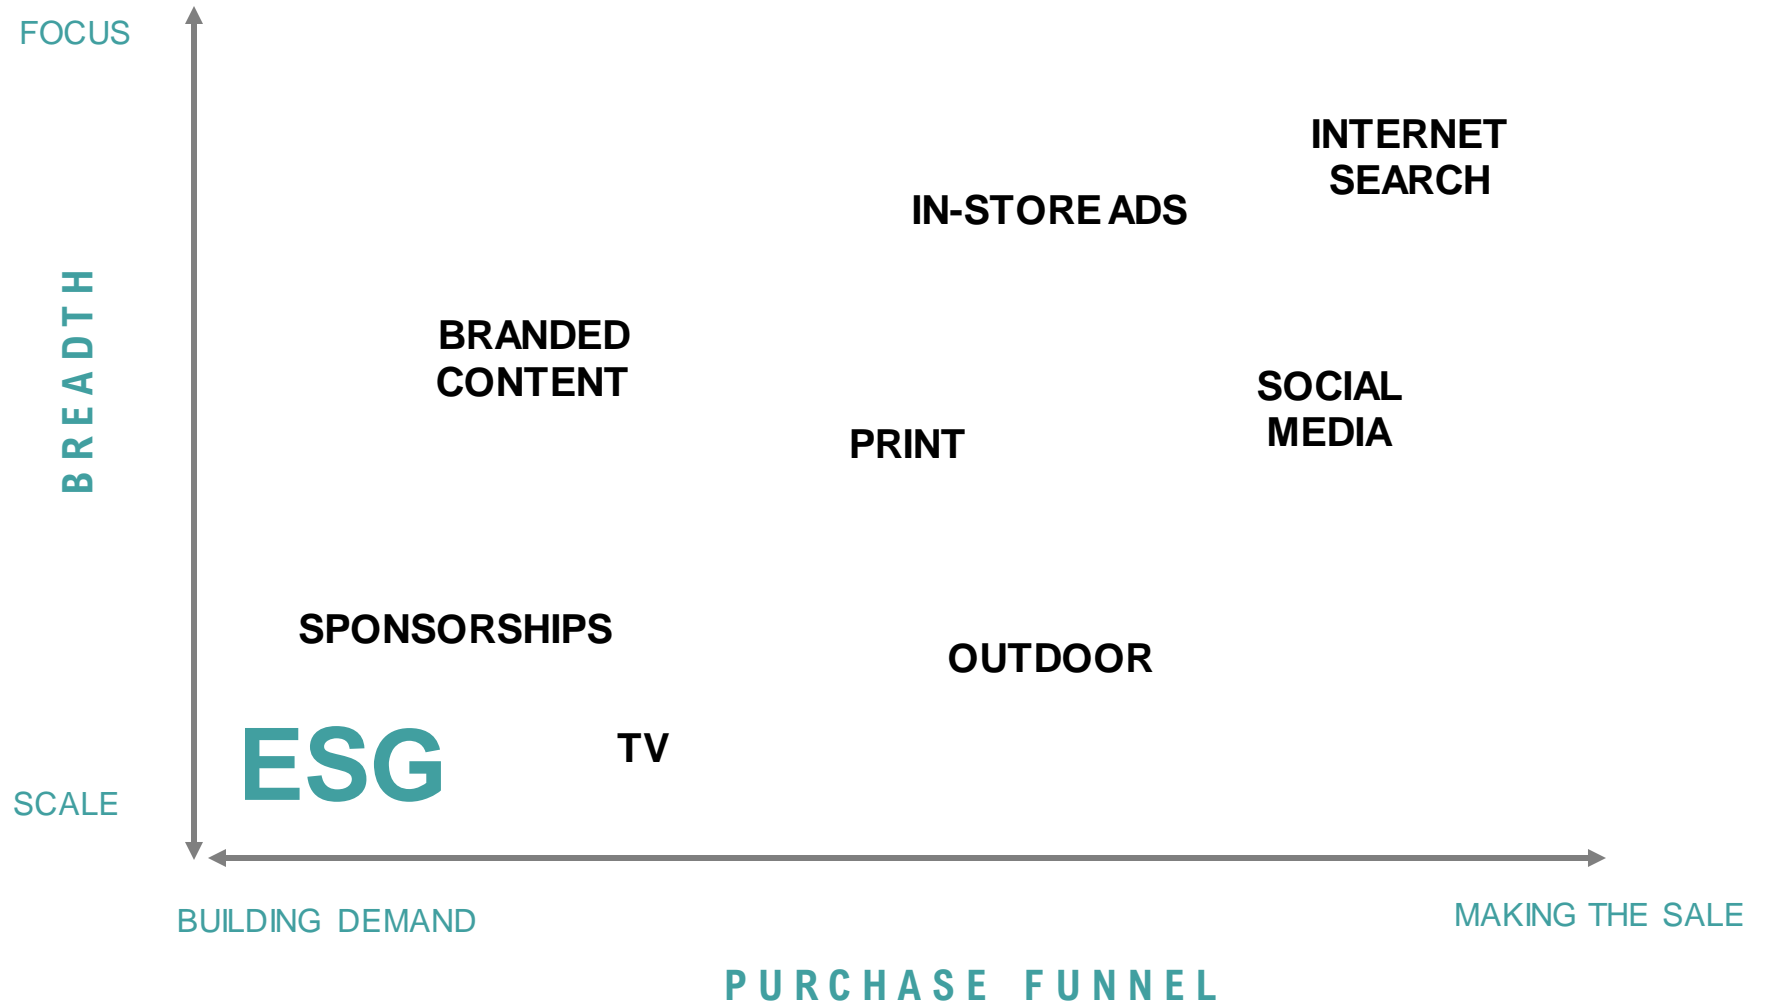 FOCUS
INTERNET
SEARCH
IN-STORE ADS
BREADTH
BRANDED
CONTENT
SOCIAL
MEDIA
PRINT
SPONSORSHIPS
OUTDOOR
ESG
TV
SCALE
BUILDING DEMAND
MAKING THE SALE
PURCHASE FUNNEL